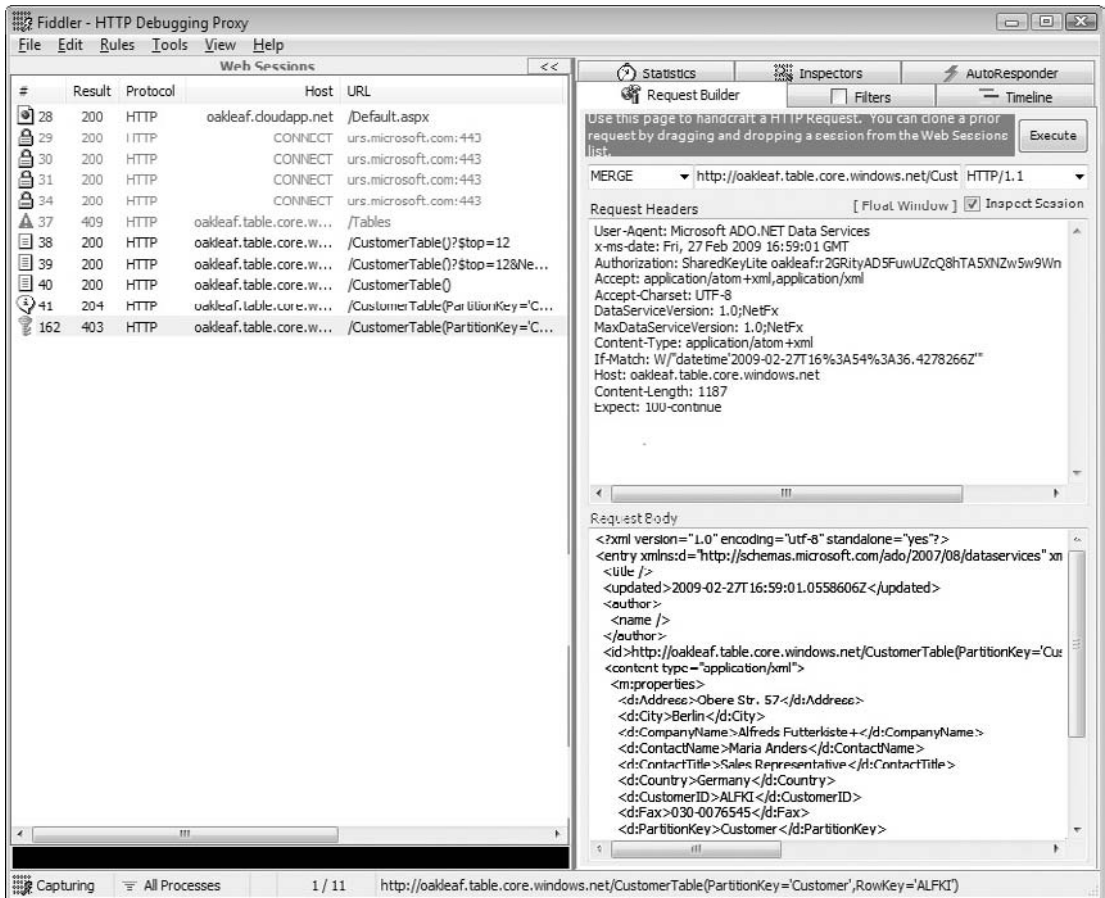 Fiddler - HTTP Debugging Proxy
File Edit Rules Tools View Help
Web Sessions <<
# Result Protocol Host URL
28 200 HTTP oakleaf.cloudapp.net /Default.aspx
29 200 HTTP CONNECT urs.microsoft.com:443
30 200 HTTP CONNECT urs.microsoft.com:443
31 200 HTTP CONNECT urs.microsoft.com:443
34 200 HTTP CONNECT urs.microsoft.com:443
37 409 HTTP oakleaf.table.core.w... /Tables
38 200 HTTP oakleaf.table.core.w... /CustomerTable()?$top=12
39 200 HTTP oakleaf.table.core.w... /CustomerTable()?$top=12&Ne...
40 200 HTTP oakleaf.table.core.w... /CustomerTable()
41 204 HTTP oakleaf.table.core.w... /CustomerTable(PartitionKey='C...
162 403 HTTP oakleaf.table.core.w... /CustomerTable(PartitionKey='C...
Statistics Inspectors AutoResponder
Request Builder Filters Timeline
Use this page to handcraft a HTTP Request. You can clone a prior
request by dragging and dropping a session from the Web Sessions
list.
Execute
MERGE http://oakleaf.table.core.windows.net/Cust HTTP/1.1
Request Headers [ Float Window ] Inspect Session
User-Agent: Microsoft ADO.NET Data Services
x-ms-date: Fri, 27 Feb 2009 16:59:01 GMT
Authorization: SharedKeyLite oakleaf:r2GRityAD5FuwUZcQ8hTA5XNZw5w9Wn
Accept: application/atom+xml,application/xml
Accept-Charset: UTF-8
DataServiceVersion: 1.0;NetFx
MaxDataServiceVersion: 1.0;NetFx
Content-Type: application/atom+xml
If-Match: W/"datetime'2009-02-27T16%3A54%3A36.4278266Z'"
Host: oakleaf.table.core.windows.net
Content-Length: 1187
Expect: 100-continue
Request Body
<?xml version="1.0" encoding="utf-8" standalone="yes"?>
<entry xmlns:d="http://schemas.microsoft.com/ado/2007/08/dataservices" xm
<title />
<updated>2009-02-27T16:59:01.0558606Z</updated>
<author>
<name />
</author>
<id>http://oakleaf.table.core.windows.net/CustomerTable(PartitionKey='Cus
<content type="application/xml">
<m:properties>
<d:Address>Obere Str. 57</d:Address>
<d:City>Berlin</d:City>
<d:CompanyName>Alfreds Futterkiste+</d:CompanyName>
<d:ContactName>Maria Anders</d:ContactName>
<d:ContactTitle>Sales Representative</d:ContactTitle>
<d:Country>Germany</d:Country>
<d:CustomerID>ALFKI</d:CustomerID>
<d:Fax>030-0076545</d:Fax>
<d:PartitionKey>Customer</d:PartitionKey>
Capturing All Processes 1 / 11 http://oakleaf.table.core.windows.net/CustomerTable(PartitionKey='Customer',RowKey='ALFKI')